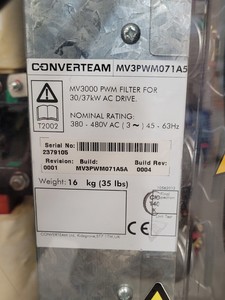 CONVERTEAM MV3PWM071A5
MV3000 PWM FILTER FOR
30/37kW AC DRIVE.
NOMINAL RATING:
T2002 380 - 480V AC ( 3 ~ ) 45 - 63Hz
Serial No:
2379105
Revision: Build: Build Rev:
0001 MV3PWM071A5A 0004
Weight: 16 kg (35 lbs)